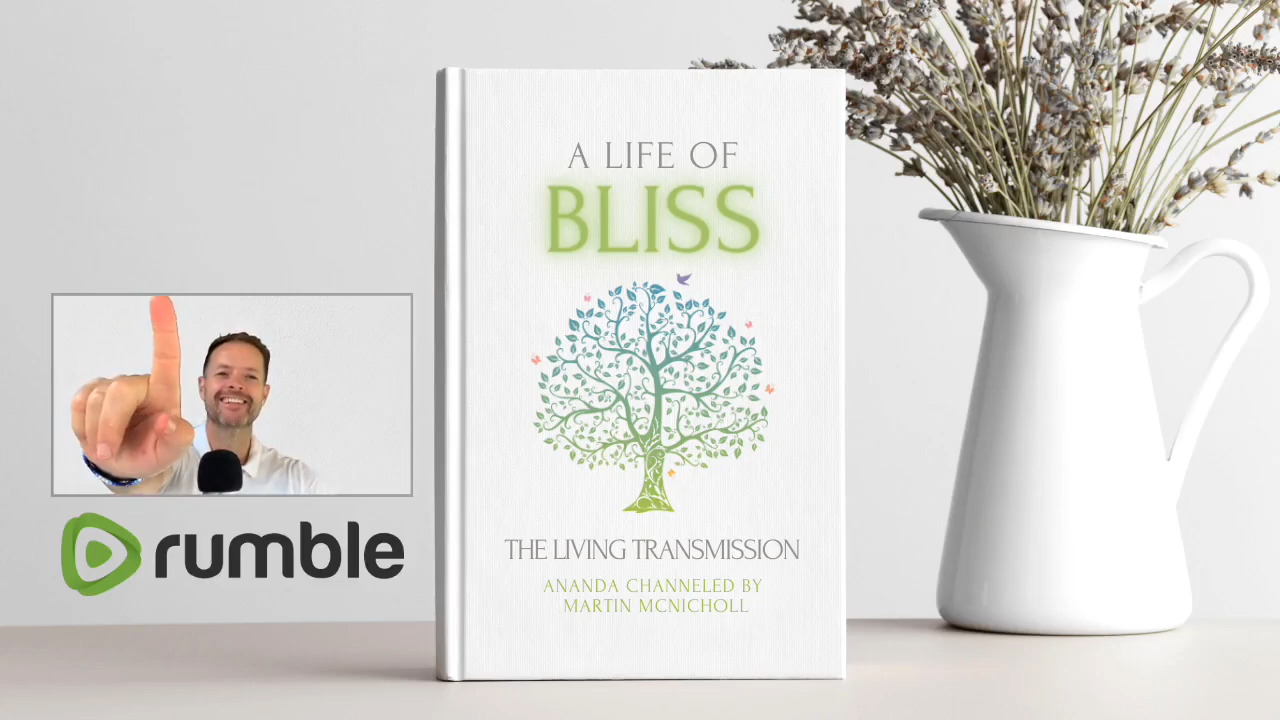 A LIFE OF
BLISS
THE LIVING TRANSMISSION
ANANDA CHANNELED BY
MARTIN MCNICHOLL
rumble